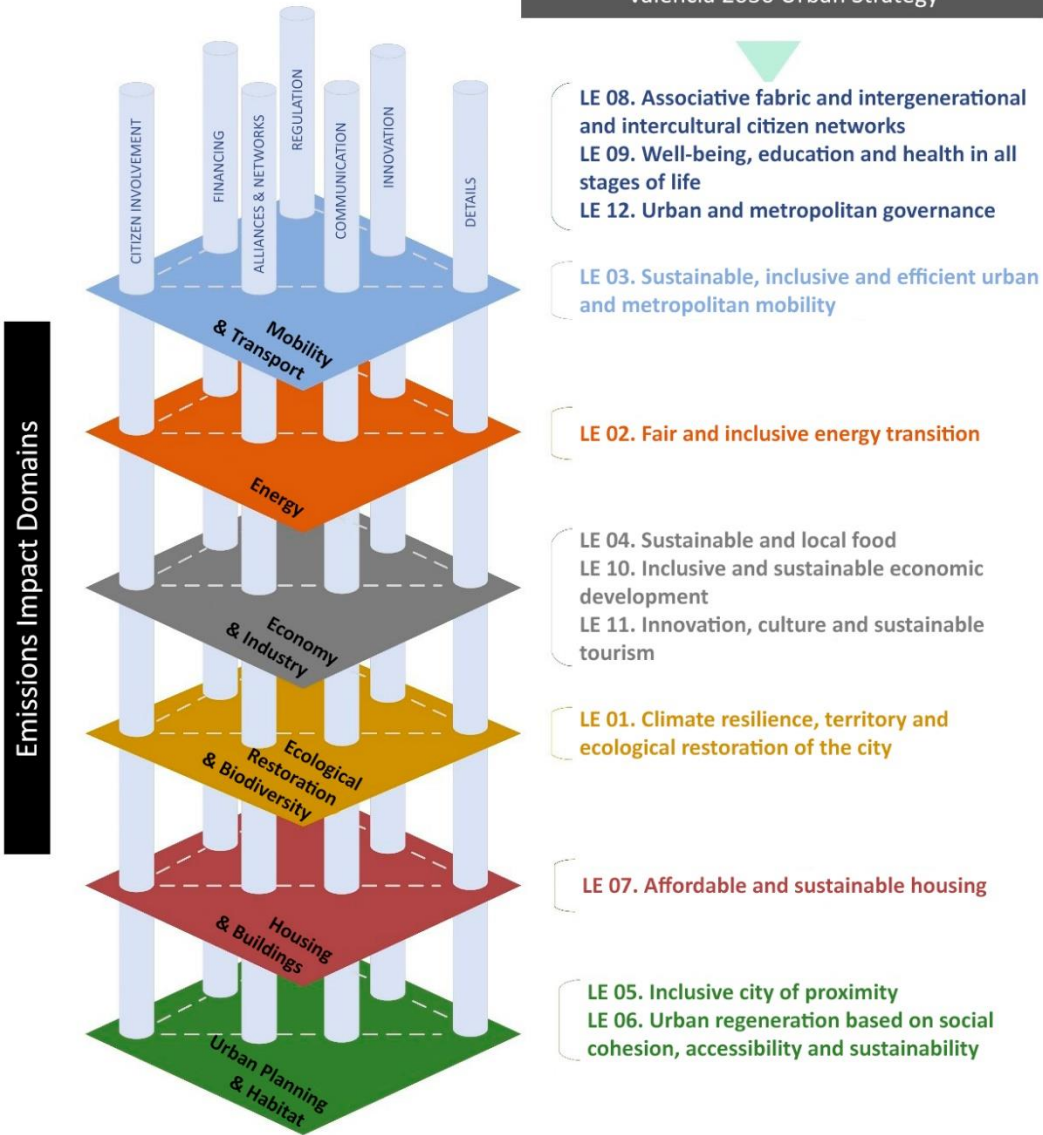 Valencia 2030 Urban Strategy
CITIZEN INVOLVEMENT
FINANCING
ALLIANCES & NETWORKS
REGULATION
COMMUNICATION
INNOVATION
DETAILS
LE 08. Associative fabric and intergenerational
and intercultural citizen networks
LE 09. Well-being, education and health in all
stages of life
LE 12. Urban and metropolitan governance
Mobility
& Transport
LE 03. Sustainable, inclusive and efficient urban
and metropolitan mobility
Emissions Impact Domains
Energy
LE 02. Fair and inclusive energy transition
Economy
& Industry
LE 04. Sustainable and local food
LE 10. Inclusive and sustainable economic
development
LE 11. Innovation, culture and sustainable
tourism
Ecological
Restoration
& Biodiversity
LE 01. Climate resilience, territory and
ecological restoration of the city
Housing
& Buildings
LE 07. Affordable and sustainable housing
Urban Planning
& Habitat
LE 05. Inclusive city of proximity
LE 06. Urban regeneration based on social
cohesion, accessibility and sustainability